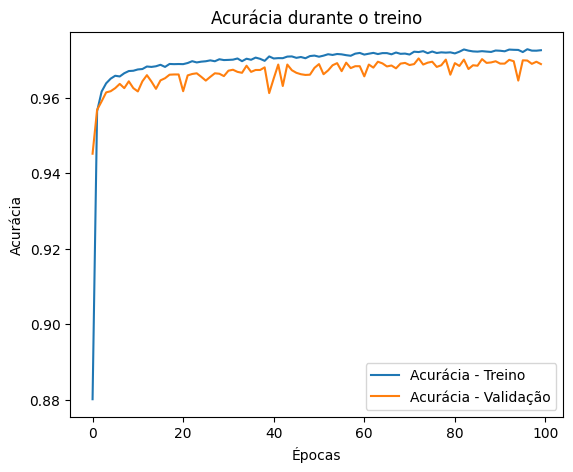 Acurácia durante o treino
Acurácia
0.96
0.94
0.92
0.90
0.88
0
20
40
60
80
100
Épocas
Acurácia - Treino
Acurácia - Validação